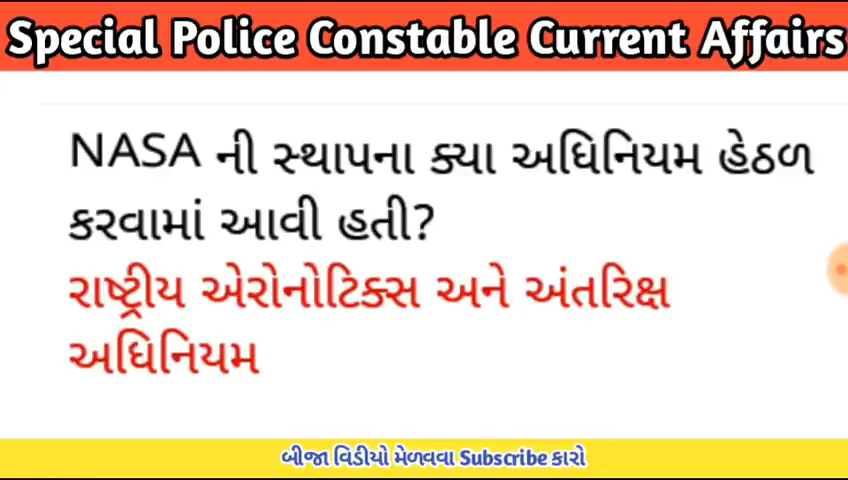 Special Police Constable Current Affairs
NASA ની સ્થાપના ક્યા અધિનિયમ હેઠળ
કરવામાં આવી હતી?
રાષ્ટ્રીય એરોનોટિક્સ અને અંતરિક્ષ
અધિનિયમ
બીજા વિડીયો મેળવવા Subscribe કારો